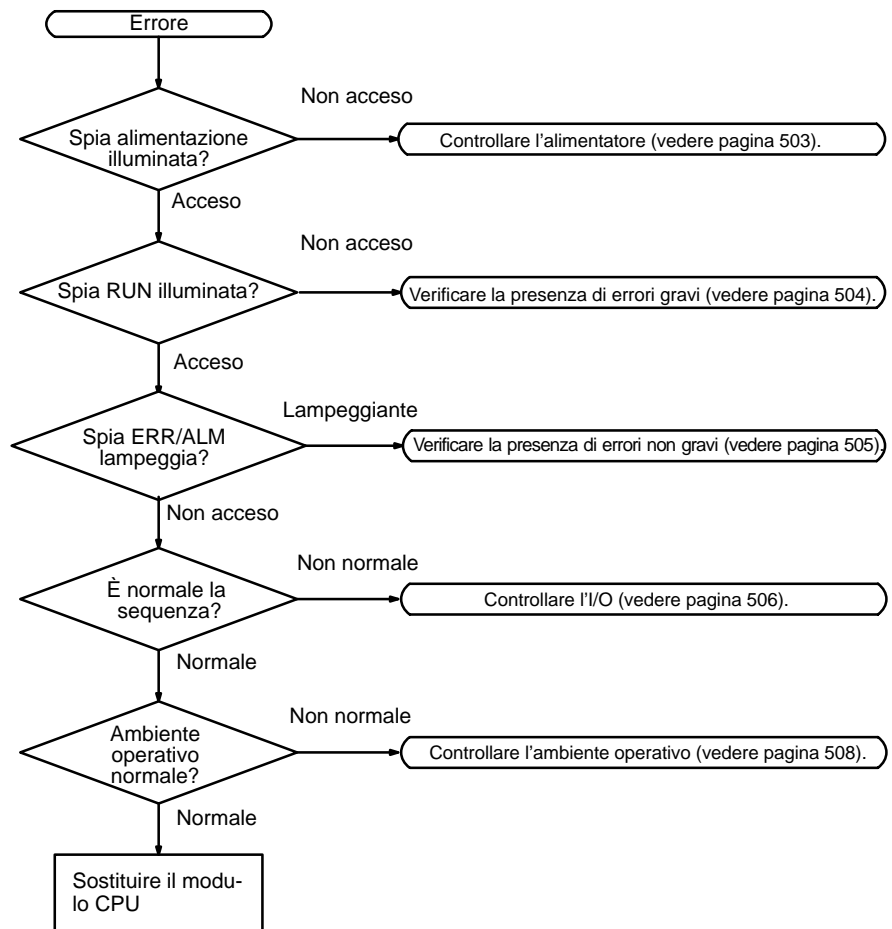 Errore
Non acceso
Spia alimentazione
illuminata?
Controllare l'alimentatore (vedere pagina 503).
Acceso
Non acceso
Spia RUN illuminata?
Verificare la presenza di errori gravi (vedere pagina 504).
Acceso
Lampeggiante
Spia ERR/ALM
lampeggia?
Verificare la presenza di errori non gravi (vedere pagina 505).
Non acceso
Non normale
È normale la
sequenza?
Controllare l'I/O (vedere pagina 506).
Normale
Non normale
Ambiente
operativo
normale?
Controllare l'ambiente operativo (vedere pagina 508).
Normale
Sostituire il modu-
lo CPU